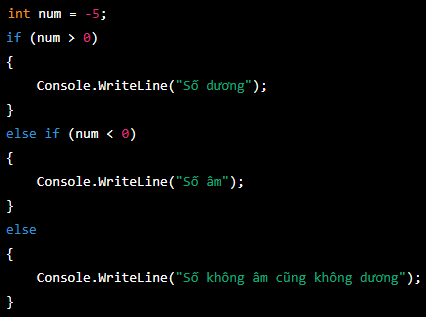 int num = -5;
if (num > 0)
{
    Console.WriteLine("Số dương");
}
else if (num < 0)
{
    Console.WriteLine("Số âm");
}
else
{
    Console.WriteLine("Số không âm cũng không dương");
}